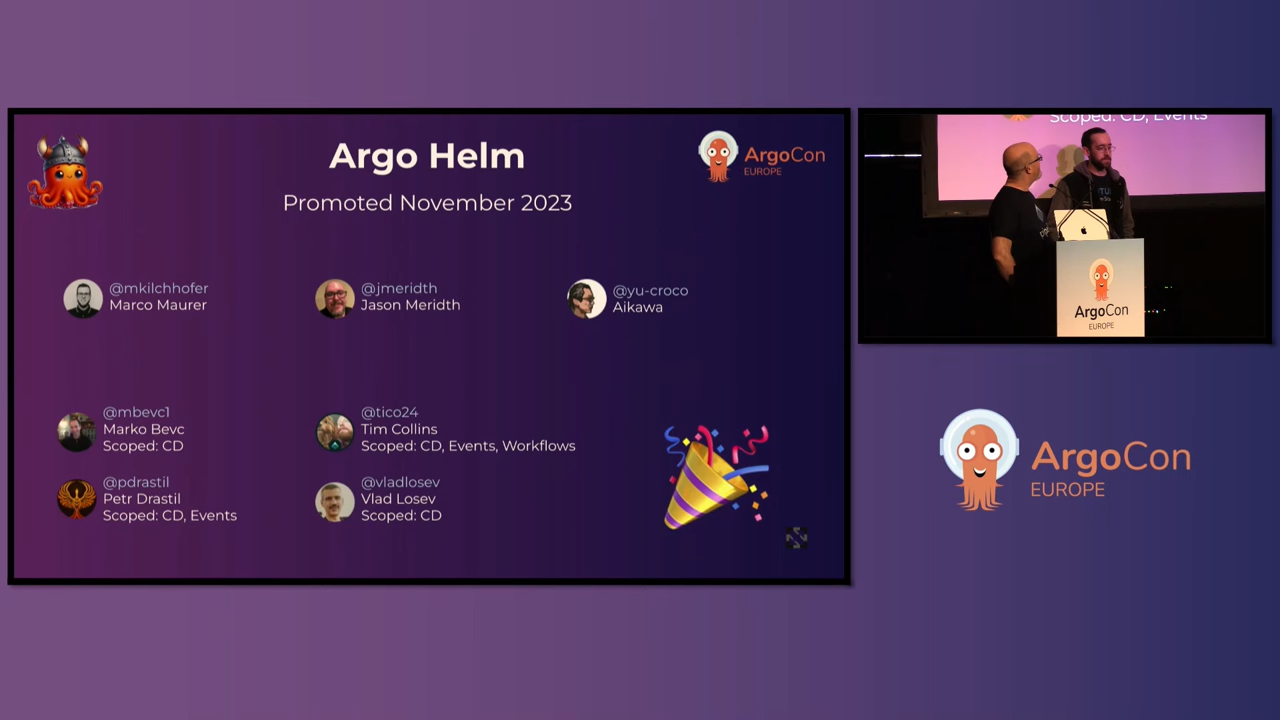 Argo Helm
Promoted November 2023
ArgoCon
EUROPE
@mkilchhofer
Marco Maurer
@jmeridth
Jason Meridth
@yu-croco
Aikawa
@mbevc1
Marko Bevc
Scoped: CD
@tico24
Tim Collins
Scoped: CD, Events, Workflows
@pdrastil
Petr Drastil
Scoped: CD, Events
@vladlosev
Vlad Losev
Scoped: CD
Scoped: CD, Events
ArgoCon
EUROPE
ArgoCon
EUROPE